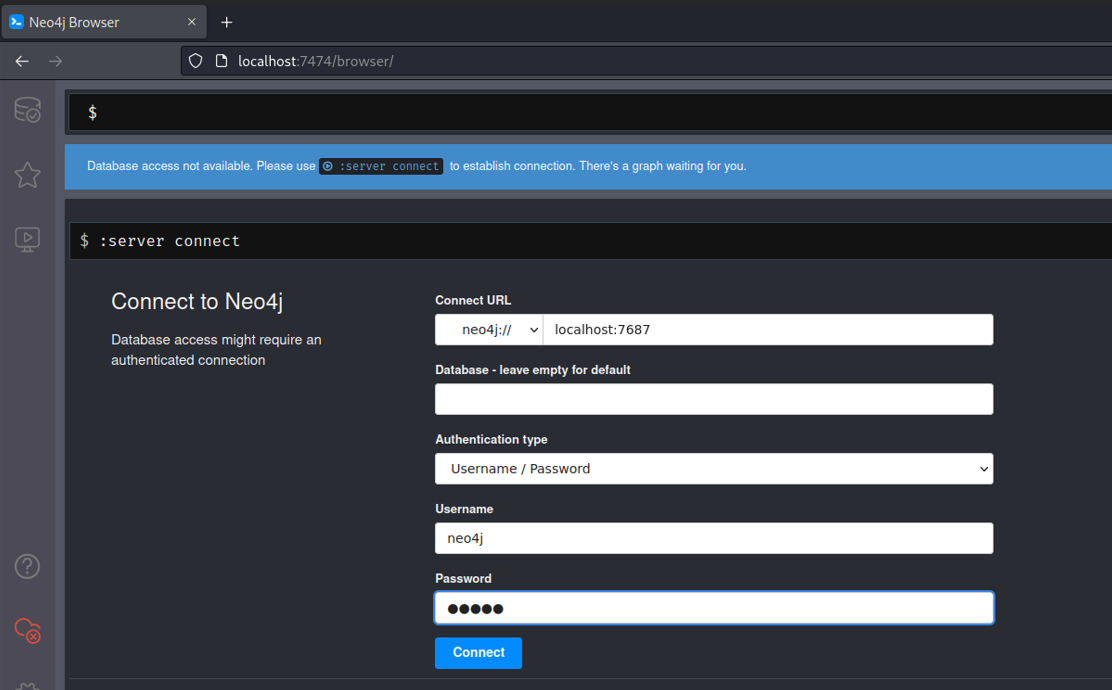 Neo4j Browser
localhost:7474/browser/
$
Database access not available. Please use :server connect to establish connection. There's a graph waiting for you.
$ :server connect
Connect to Neo4j
Database access might require an
authenticated connection
Connect URL
neo4j:// localhost:7687
Database - leave empty for default
Authentication type
Username / Password
Username
neo4j
Password
●●●●●
Connect